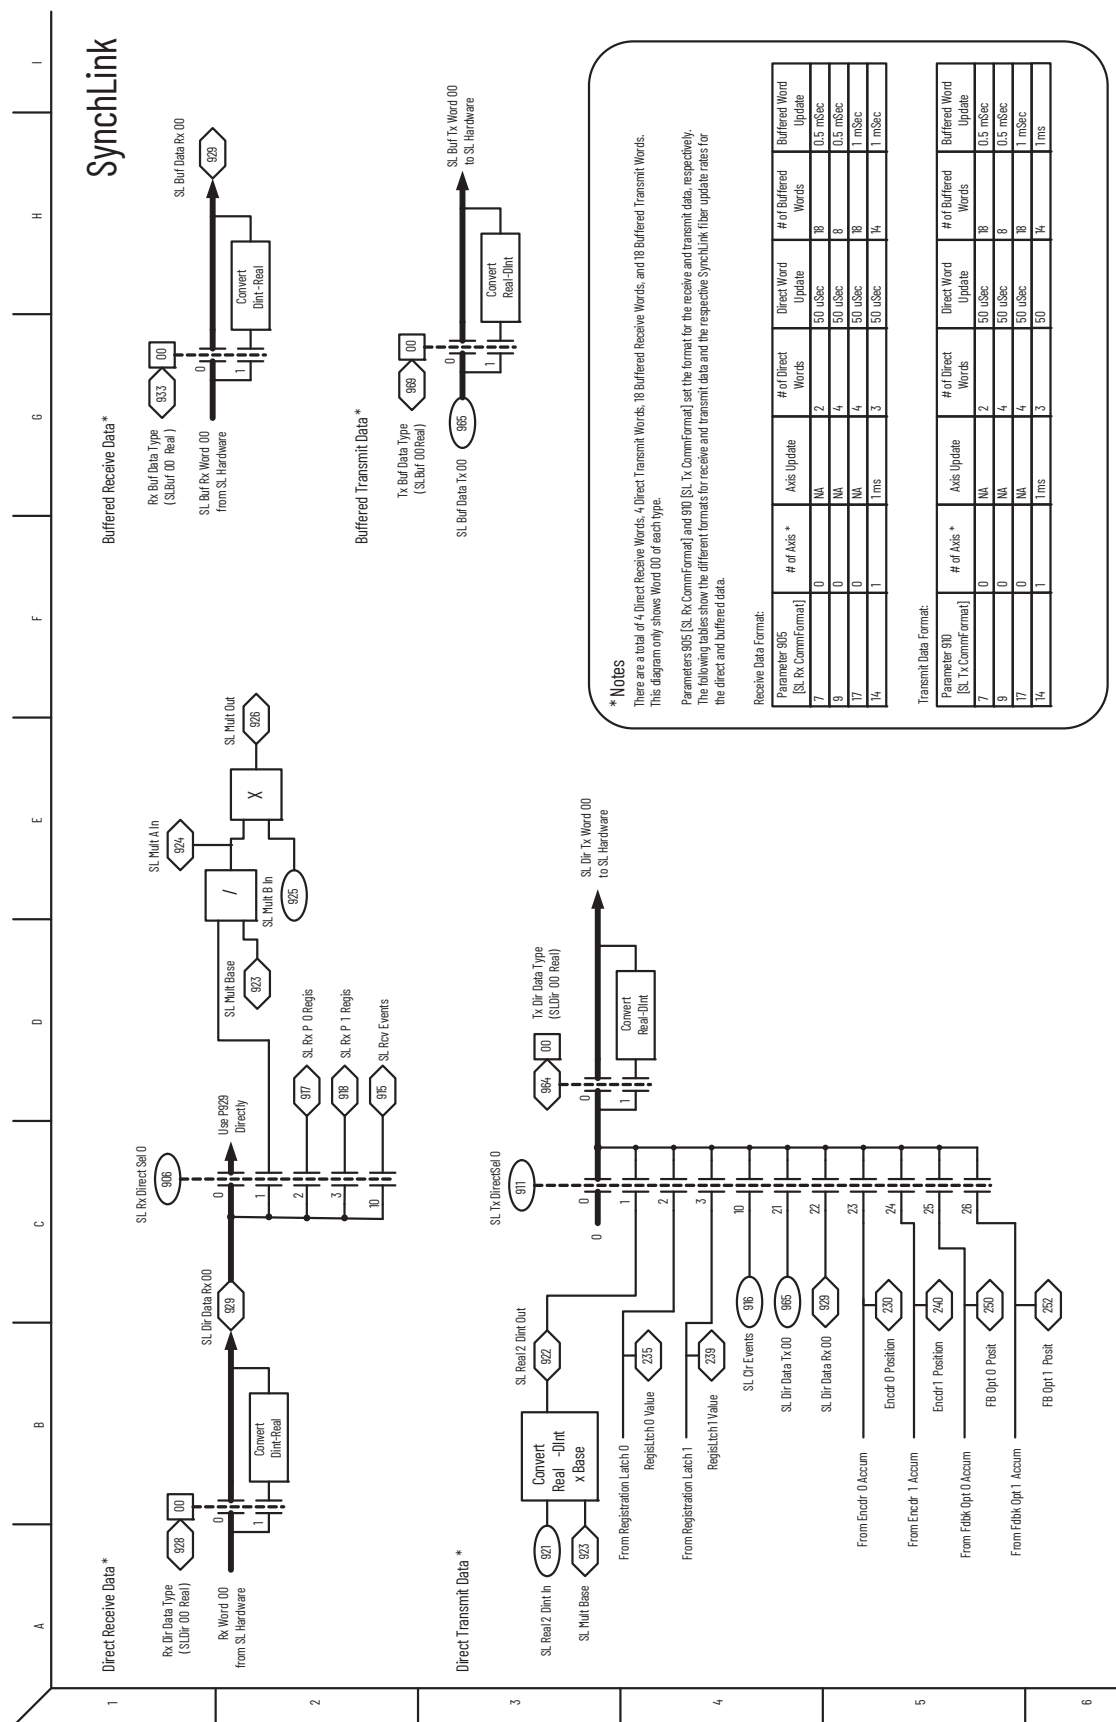 SynchLink
A B C D E F G H I
1
2
3
4
5
6
Direct Receive Data *
Rx Dir Data Type
(SLDir 00 Real)
928
00
Rx Word 00
from SL Hardware
0
1
Convert
Dint-Real
SL Dir Data Rx 00
929
SL Rx Direct Sel 0
906
0
1
2
3
10
Use P929
Directly
SL Rx P 0 Regis
917
SL Rx P 1 Regis
918
SL Rcv Events
915
SL Mult Base
923
/
SL Mult A In
924
SL Mult B In
925
X
SL Mult Out
926
Buffered Receive Data*
Rx Buf Data Type
(SLBuf 00 Real )
933
00
SL Buf Rx Word 00
from SL Hardware
0
1
Convert
Dint-Real
SL Buf Data Rx 00
929
Buffered Transmit Data *
Tx Buf Data Type
(SLBuf 00Real)
969
00
SL Buf Data Tx 00
965
0
1
Convert
Real-DInt
SL Buf Tx Word 00
to SL Hardware
Direct Transmit Data *
SL Real2 Dint In
921
SL Mult Base
923
Convert
Real -DInt
x Base
SL Real2 Dint Out
922
From Registration Latch 0
235
RegisLtch 0 Value
From Registration Latch 1
239
RegisLtch 1 Value
SL Clr Events
916
SL Dir Data Tx 00
965
SL Dir Data Rx 00
929
From Encdr 0 Accum
Encdr 0 Position
230
From Encdr 1 Accum
Encdr1 Position
240
From Fdbk Opt 0 Accum
FB Opt 0 Posit
250
From Fdbk Opt 1 Accum
FB Opt 1 Posit
252
SL Tx DirectSel 0
911
0
0
1
2
3
10
21
22
23
24
25
26
Tx Dir Data Type
(SLDir 00 Real)
964
00
0
1
Convert
Real-DInt
SL Dir Tx Word 00
to SL Hardware
* Notes
There are a total of 4 Direct Receive Words, 4 Direct Transmit Words, 18 Buffered Receive Words, and 18 Buffered Transmit Words.
This diagram only shows Word 00 of each type.
Parameters 905 [SL Rx CommFormat] and 910 [SL Tx CommFormat] set the format for the receive and transmit data, respectively.
The following tables show the different formats for receive and transmit data and the respective SynchLink fiber update rates for
the direct and buffered data.
Receive Data Format:
Parameter 905 [SL Rx CommFormat] # of Axis * Axis Update # of Direct Words Direct Word Update # of Buffered Words Buffered Word Update
7 0 NA 2 50 uSec 18 0.5 mSec
9 0 NA 4 50 uSec 8 0.5 mSec
17 0 NA 4 50 uSec 18 1 mSec
14 1 1 ms 3 50 uSec 14 1 mSec
Transmit Data Format:
Parameter 910 [SL Tx CommFormat] # of Axis * Axis Update # of Direct Words Direct Word Update # of Buffered Words Buffered Word Update
7 0 NA 2 50 uSec 18 0.5 mSec
9 0 NA 4 50 uSec 8 0.5 mSec
17 0 NA 4 50 uSec 18 1 mSec
14 1 1 ms 3 50 14 1 ms